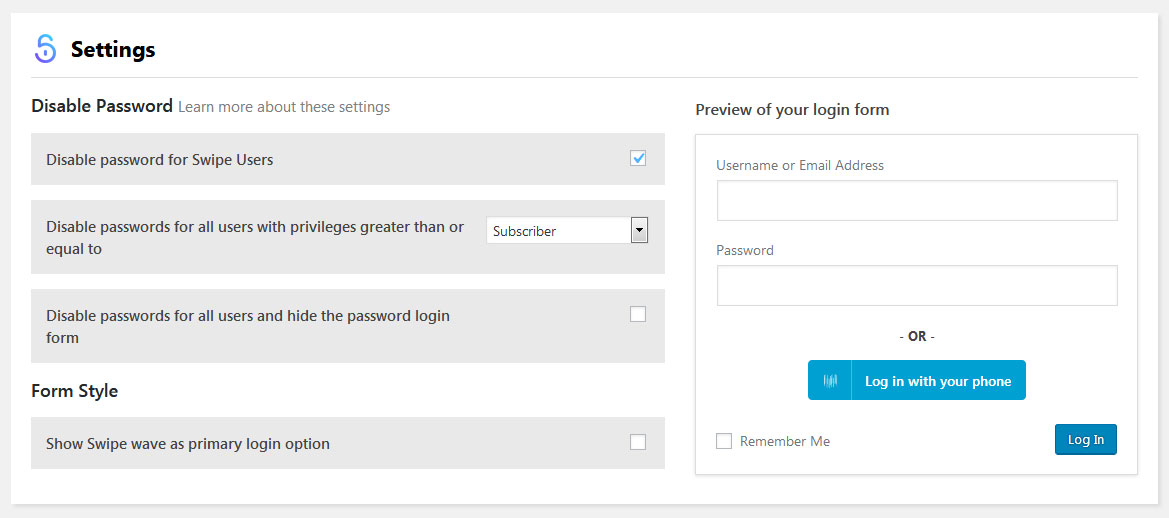 Settings
Disable Password Learn more about these settings
Disable password for Swipe Users
Disable passwords for all users with privileges greater than or
equal to
Subscriber
Disable passwords for all users and hide the password login
form
Form Style
Show Swipe wave as primary login option
Preview of your login form
Username or Email Address
Password
- OR -
Log in with your phone
Remember Me
Log In